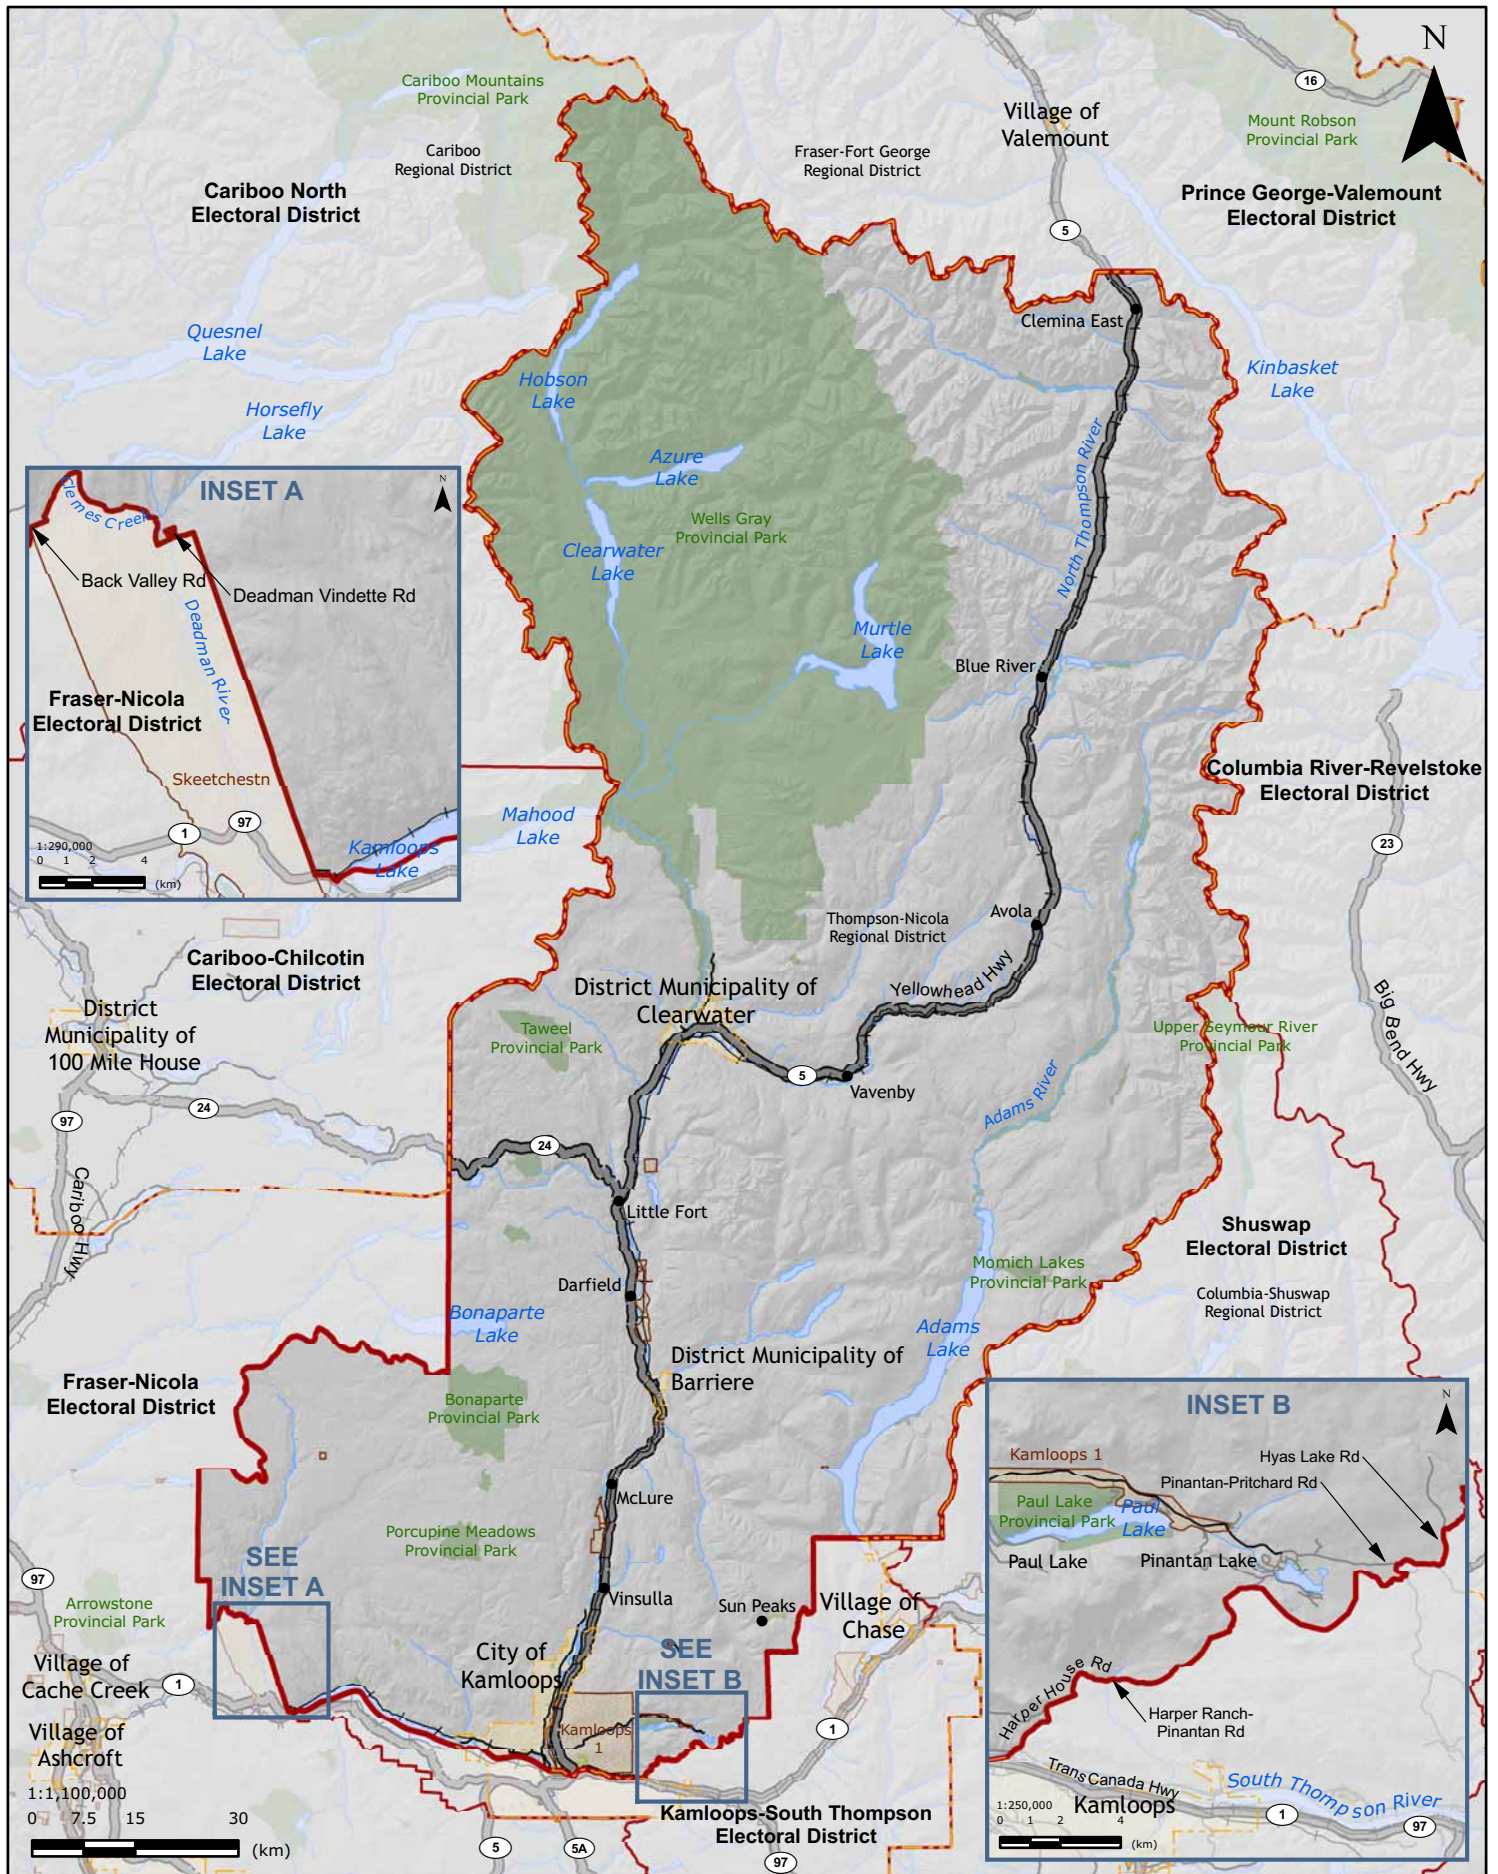 N
16
Cariboo Mountains
Provincial Park
Village of
Valemount
Mount Robson
Provincial Park
Cariboo
Regional District
Fraser-Fort George
Regional District
Cariboo North
Electoral District
Prince George-Valemount
Electoral District
5
Clemina East
Quesnel
Lake
Hobson
Lake
Kinbasket
Lake
Horsefly
Lake
Azure
Lake
North Thompson River
Wells Gray
Provincial Park
Clearwater
Lake
Murtle
Lake
Blue River
INSET A
N
Clemes Creek
Back Valley Rd
Deadman Vindette Rd
Deadman River
Fraser-Nicola
Electoral District
Skeetchestn
97
1
Kamloops
Lake
1:290,000
0 1 2 4
(km)
Mahood
Lake
Columbia River-Revelstoke
Electoral District
23
Big Bend Hwy
Thompson-Nicola
Regional District
Avola
Yellowhead Hwy
Cariboo-Chilcotin
Electoral District
District Municipality of
Clearwater
District
Municipality of
100 Mile House
Taweel
Provincial Park
Upper Seymour River
Provincial Park
5
Vavenby
Adams River
24
97
24
Cariboo Hwy
Little Fort
Shuswap
Electoral District
Momich Lakes
Provincial Park
Darfield
Columbia-Shuswap
Regional District
Bonaparte
Lake
Adams
Lake
District Municipality of
Barriere
Fraser-Nicola
Electoral District
Bonaparte
Provincial Park
McLure
Porcupine Meadows
Provincial Park
SEE
INSET A
97
Vinsulla
Sun Peaks
Village of
Chase
Arrowstone
Provincial Park
City of
Kamloops
SEE
INSET B
Village of
Cache Creek
1
Kamloops
1
1
Village of
Ashcroft
1:1,100,000
0 7.5 15 30
(km)
Kamloops-South Thompson
Electoral District
5
5A
97
INSET B
N
Kamloops 1
Hyas Lake Rd
Pinantan-Pritchard Rd
Paul Lake
Provincial Park
Paul
Lake
Paul Lake
Pinantan Lake
Harper House Rd
Harper Ranch-
Pinantan Rd
TransCanada Hwy
South Thompson River
1:250,000
Kamloops
1
97
0 1 2 4
(km)